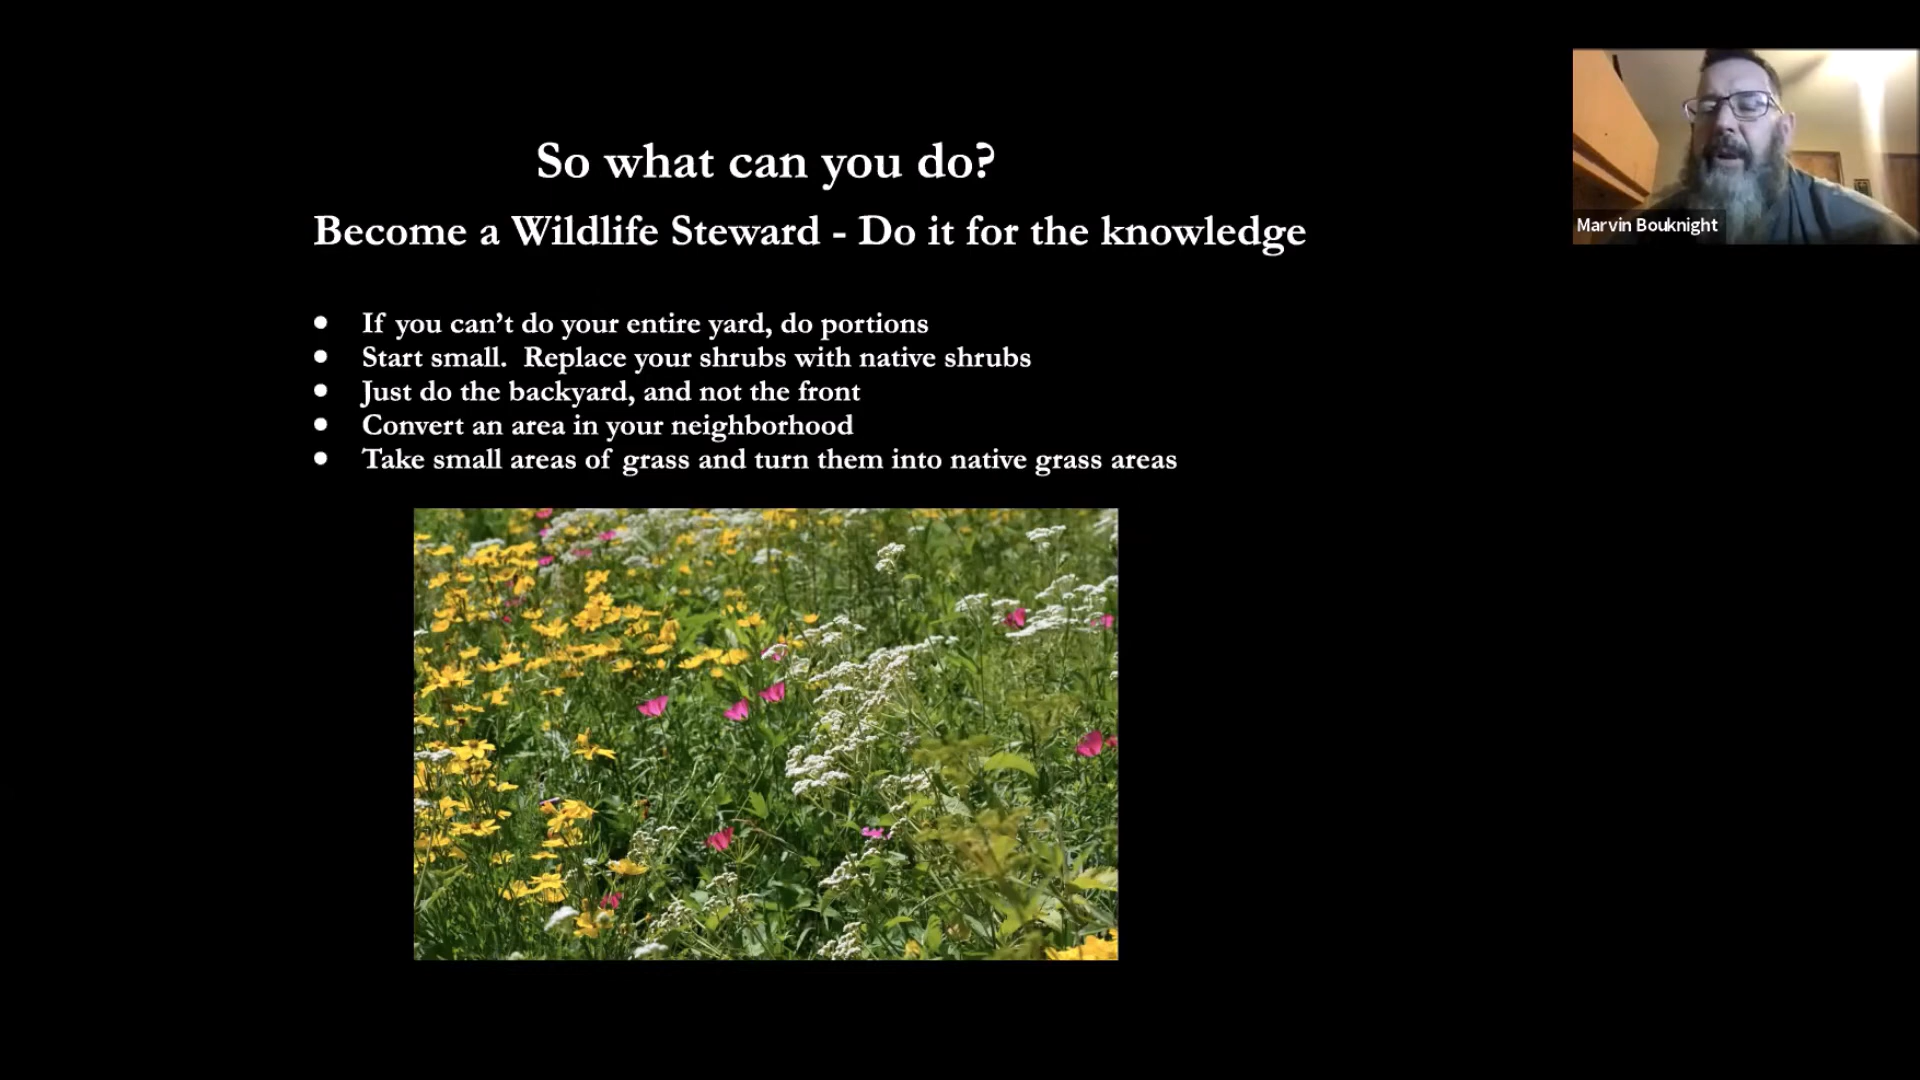 So what can you do?
Become a Wildlife Steward - Do it for the knowledge
● If you can’t do your entire yard, do portions
● Start small.  Replace your shrubs with native shrubs
● Just do the backyard, and not the front
● Convert an area in your neighborhood
● Take small areas of grass and turn them into native grass areas
Marvin Bouknight